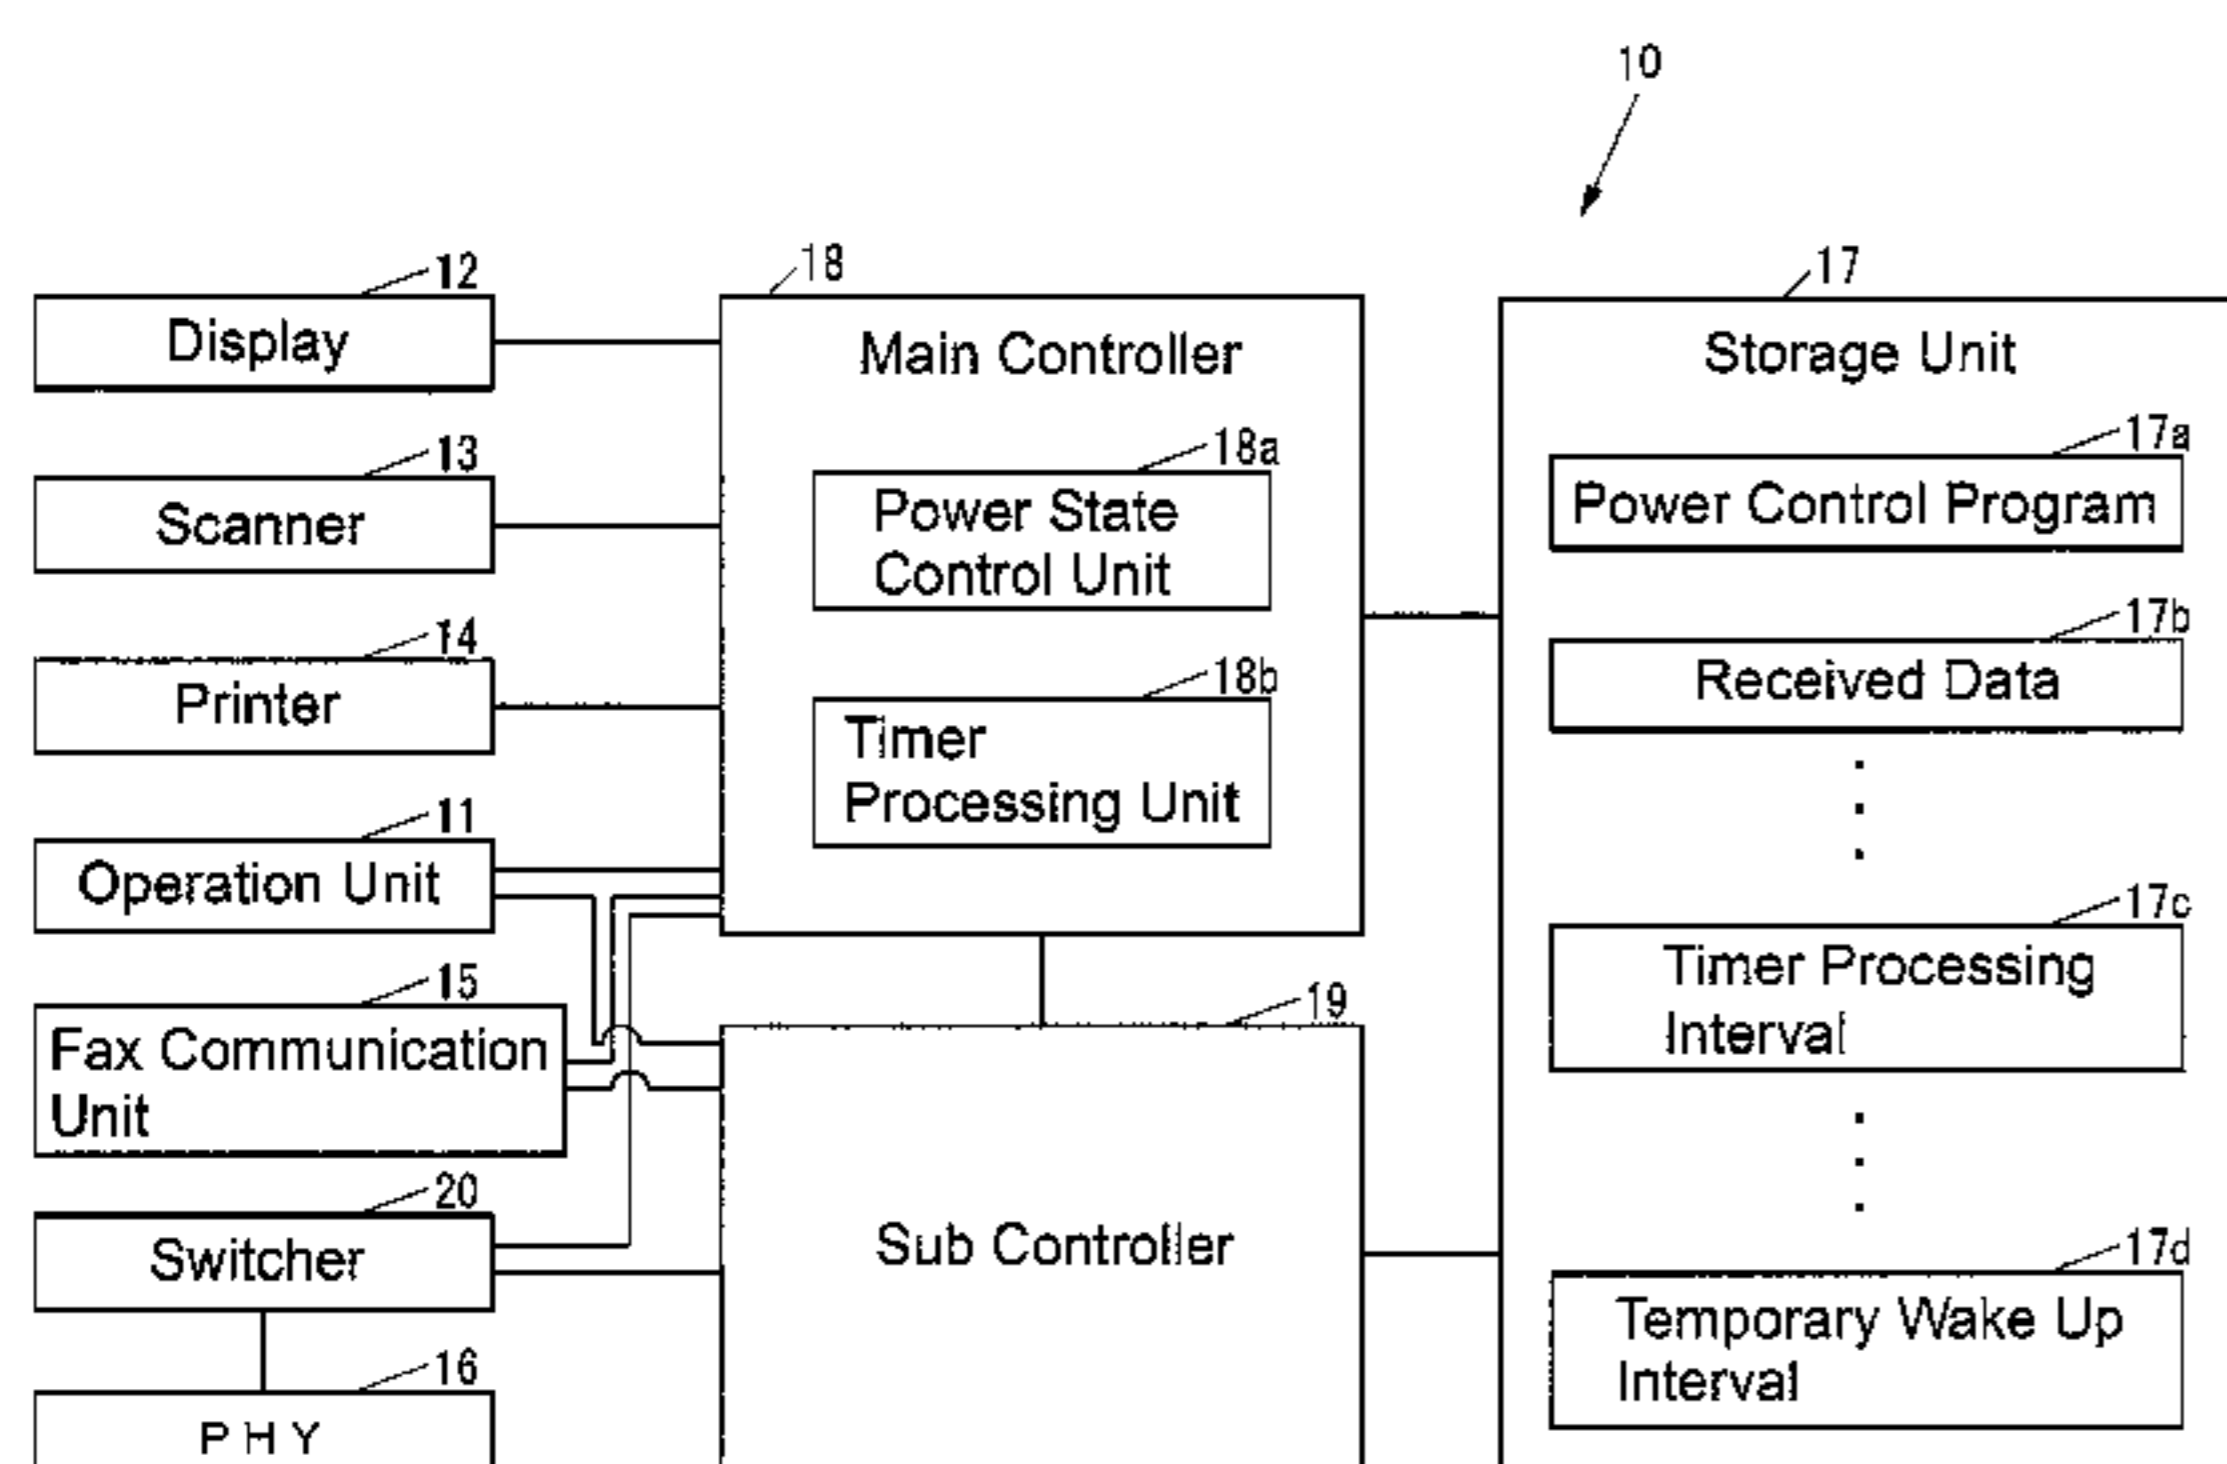 10
12
Display
13
Scanner
14
Printer
11
Operation Unit
15
Fax Communication
Unit
20
Switcher
16
PHY
18
Main Controller
18a
Power State
Control Unit
18b
Timer
Processing Unit
19
Sub Controller
17
Storage Unit
17a
Power Control Program
17b
Received Data
17c
Timer Processing
Interval
17d
Temporary Wake Up
Interval